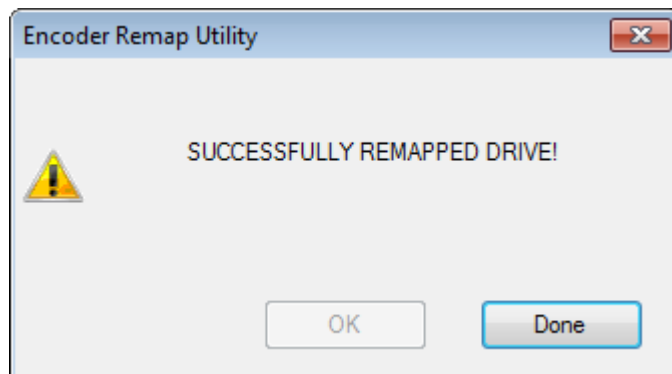 Encoder Remap Utility
SUCCESSFULLY REMAPPED DRIVE!
OK
Done